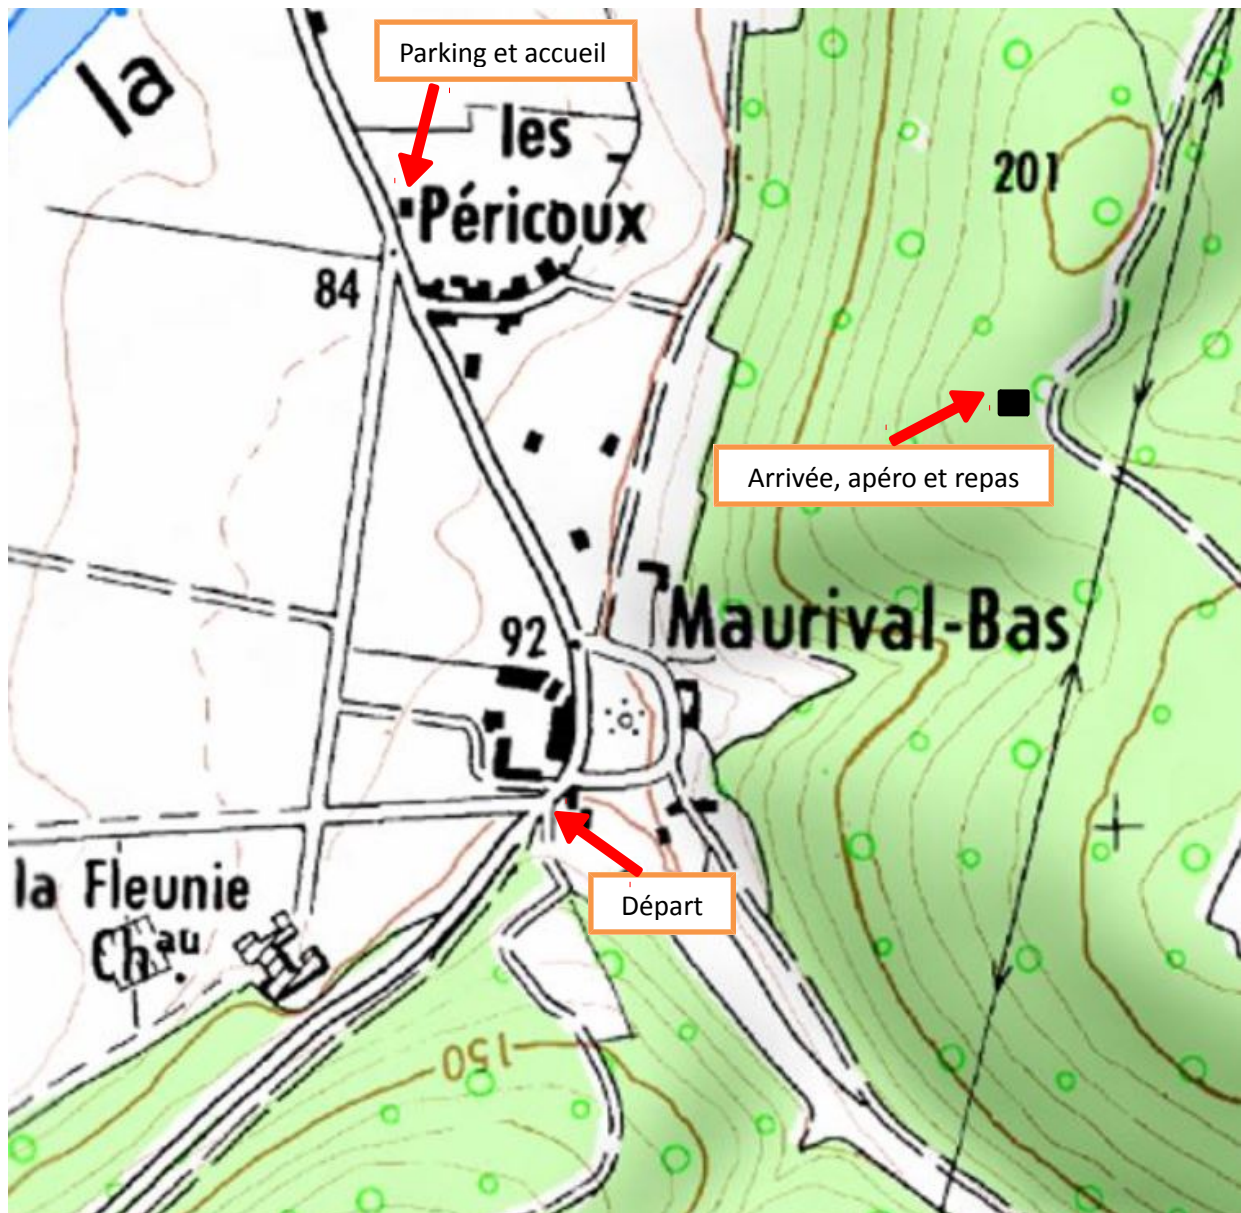 Parking et accueil
la
les
Péricoux
201
84
Arrivée, apéro et repas
Maurival-Bas
92
la Fleunie
Départ
Chau.
150